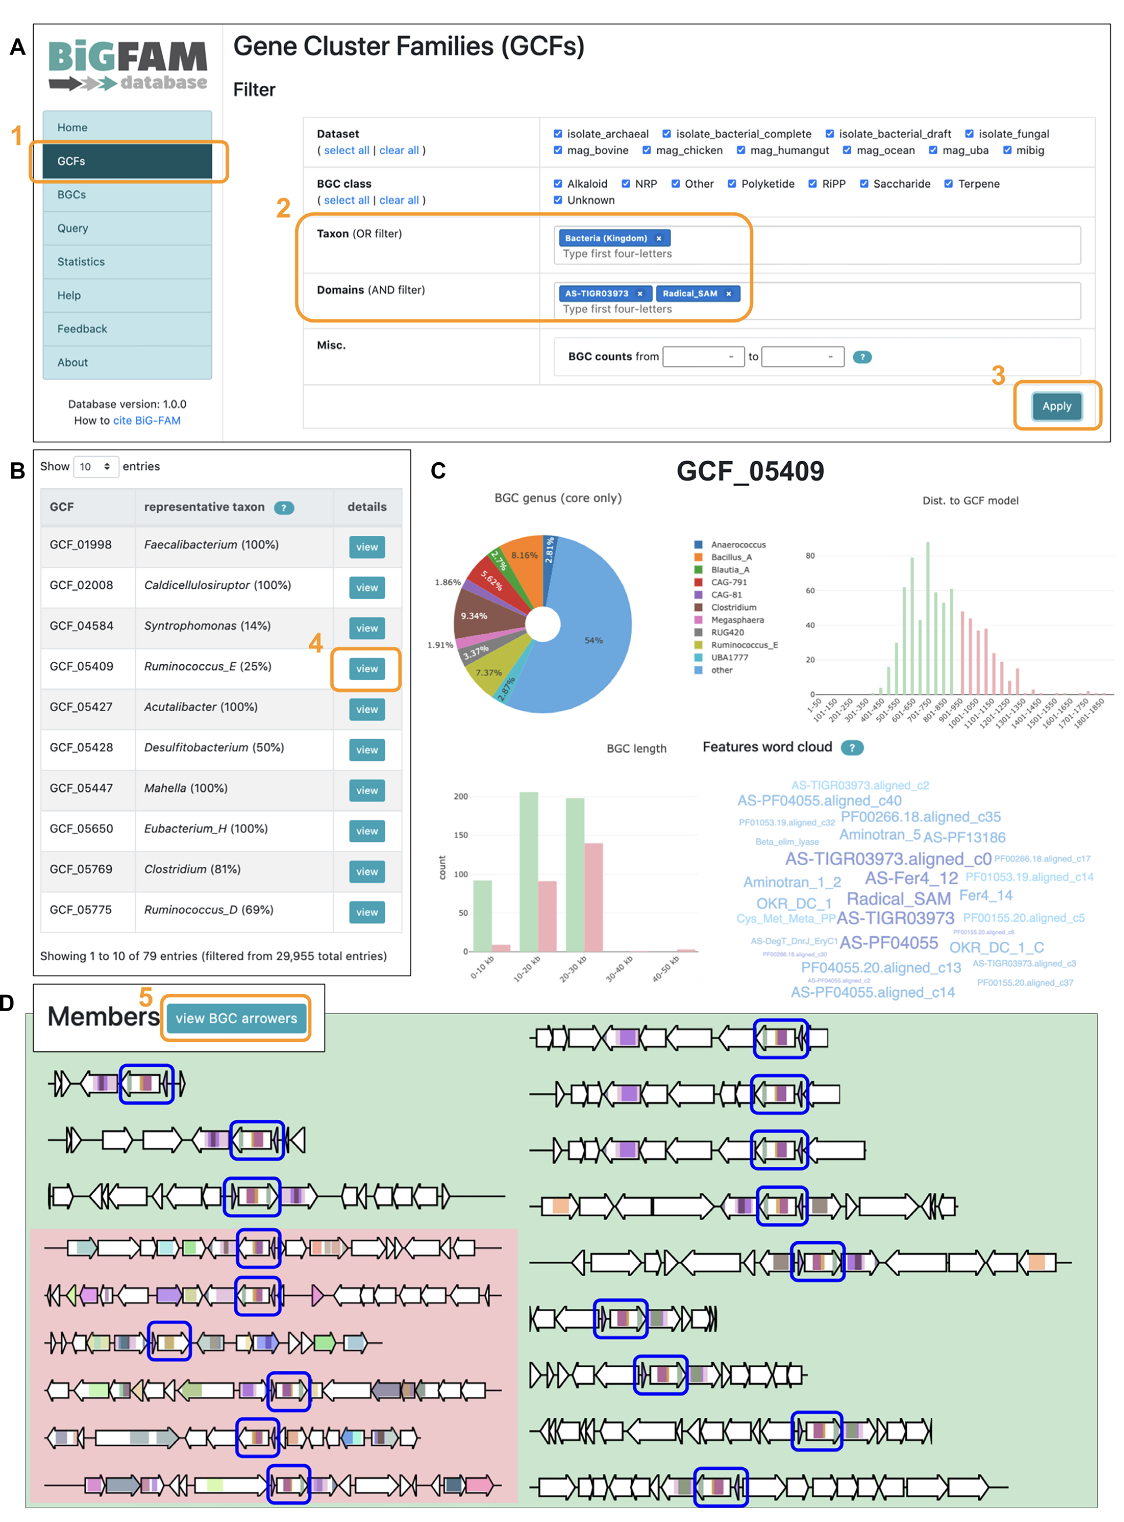 A
BiGFAM
database
Gene Cluster Families (GCFs)
Filter
1
Home
GCFs
BGCs
Query
Statistics
Help
Feedback
About
Database version: 1.0.0
How to cite BiG-FAM
Dataset
( select all | clear all )
isolate_archaeal isolate_bacterial_complete isolate_bacterial_draft isolate_fungal
mag_bovine mag_chicken mag_humangut mag_ocean mag_uba mibig
BGC class
( select all | clear all )
Alkaloid NRP Other Polyketide RiPP Saccharide Terpene
Unknown
2
Taxon (OR filter)
Bacteria (Kingdom) ×
Type first four-letters
Domains (AND filter)
AS-TIGR03973 × Radical_SAM ×
Type first four-letters
Misc.
BGC counts from - to - ?
3
Apply
B
Show 10 entries
GCF representative taxon ? details
GCF_01998 Faecalibacterium (100%) view
GCF_02008 Caldicellulosiruptor (100%) view
GCF_04584 Syntrophomonas (14%) view
4
GCF_05409 Ruminococcus_E (25%) view
GCF_05427 Acutalibacter (100%) view
GCF_05428 Desulfitobacterium (50%) view
GCF_05447 Mahella (100%) view
GCF_05650 Eubacterium_H (100%) view
GCF_05769 Clostridium (81%) view
GCF_05775 Ruminococcus_D (69%) view
Showing 1 to 10 of 79 entries (filtered from 29,955 total entries)
C
GCF_05409
BGC genus (core only)
2.81%
8.16%
2.7%
5.62%
1.86%
9.34%
1.91%
3.37%
7.37%
2.87%
54%
Anaerococcus
Bacillus_A
Blautia_A
CAG-791
CAG-81
Clostridium
Megasphaera
RUG420
Ruminococcus_E
UBA1777
other
Dist. to GCF model
80
60
40
20
0
1-50
101-150
201-250
301-350
401-450
501-550
601-650
701-750
801-850
901-950
1001-1050
1101-1150
1201-1250
1301-1350
1401-1450
1501-1550
1601-1650
1701-1750
1801-1850
BGC length
count
200
150
100
50
0
0-10 kb
10-20 kb
20-30 kb
30-40 kb
40-50 kb
Features word cloud ?
AS-TIGR03973.aligned_c2
AS-PF04055.aligned_c40
PF01053.19.aligned_c32 PF00266.18.aligned_c35
Beta_elim_lyase Aminotran_5 AS-PF13186
AS-TIGR03973.aligned_c0 PF00266.18.aligned_c17
Aminotran_1_2 AS-Fer4_12 PF01053.19.aligned_c14
OKR_DC_1 Radical_SAM Fer4_14
Cys_Met_Meta_PP AS-TIGR03973 PF00155.20.aligned_c5
AS-DegT_DnrJ_EryC1 AS-PF04055 OKR_DC_1_C
PF04055.20.aligned_c13 AS-TIGR03973.aligned_c3
PF00155.20.aligned_c37
AS-PF04055.aligned_c14
D
5
Members view BGC arrowers